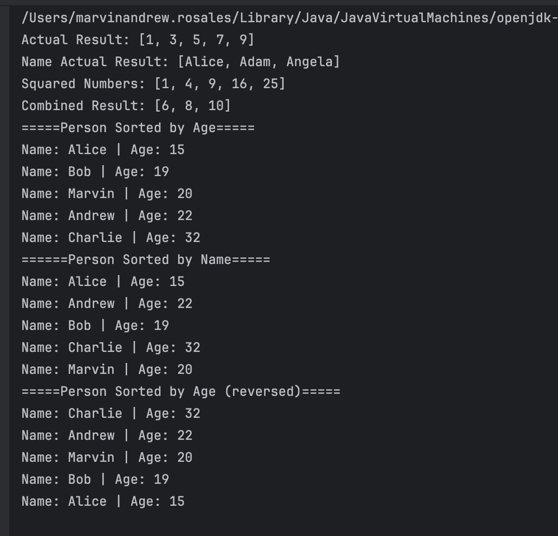 /Users/marvinandrew.rosales/Library/Java/JavaVirtualMachines/openjdk-
Actual Result: [1, 3, 5, 7, 9]
Name Actual Result: [Alice, Adam, Angela]
Squared Numbers: [1, 4, 9, 16, 25]
Combined Result: [6, 8, 10]
=====Person Sorted by Age=====
Name: Alice | Age: 15
Name: Bob | Age: 19
Name: Marvin | Age: 20
Name: Andrew | Age: 22
Name: Charlie | Age: 32
======Person Sorted by Name=====
Name: Alice | Age: 15
Name: Andrew | Age: 22
Name: Bob | Age: 19
Name: Charlie | Age: 32
Name: Marvin | Age: 20
=====Person Sorted by Age (reversed)=====
Name: Charlie | Age: 32
Name: Andrew | Age: 22
Name: Marvin | Age: 20
Name: Bob | Age: 19
Name: Alice | Age: 15